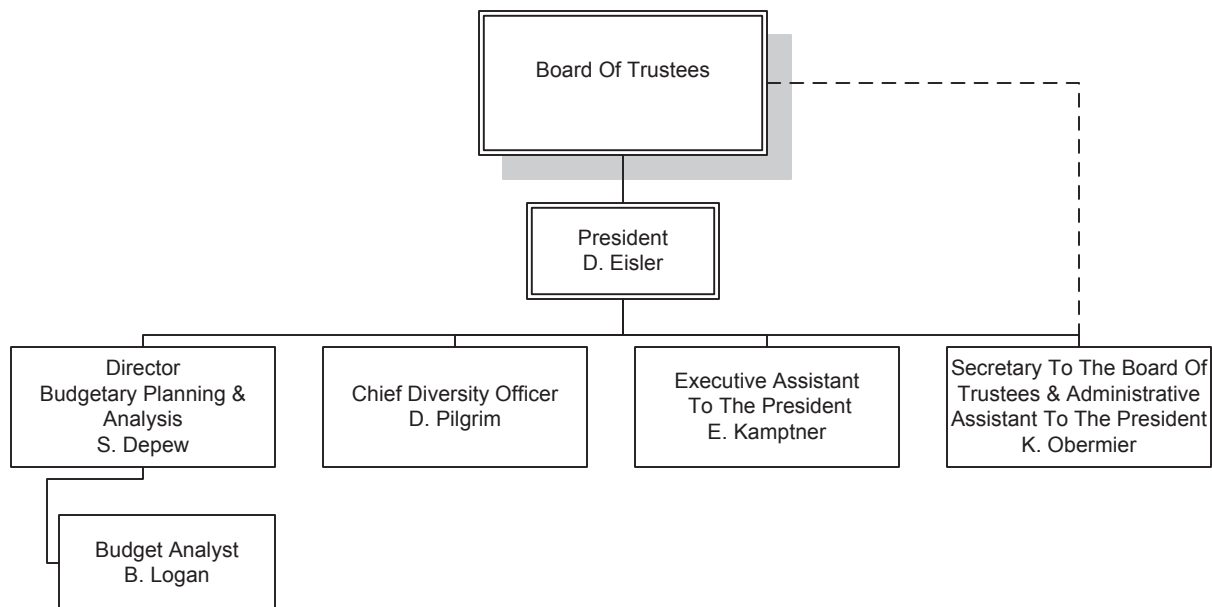 Board Of Trustees
President
D. Eisler
Director
Budgetary Planning &
Analysis
S. Depew
Chief Diversity Officer
D. Pilgrim
Executive Assistant
To The President
E. Kamptner
Secretary To The Board Of
Trustees & Administrative
Assistant To The President
K. Obermier
Budget Analyst
B. Logan